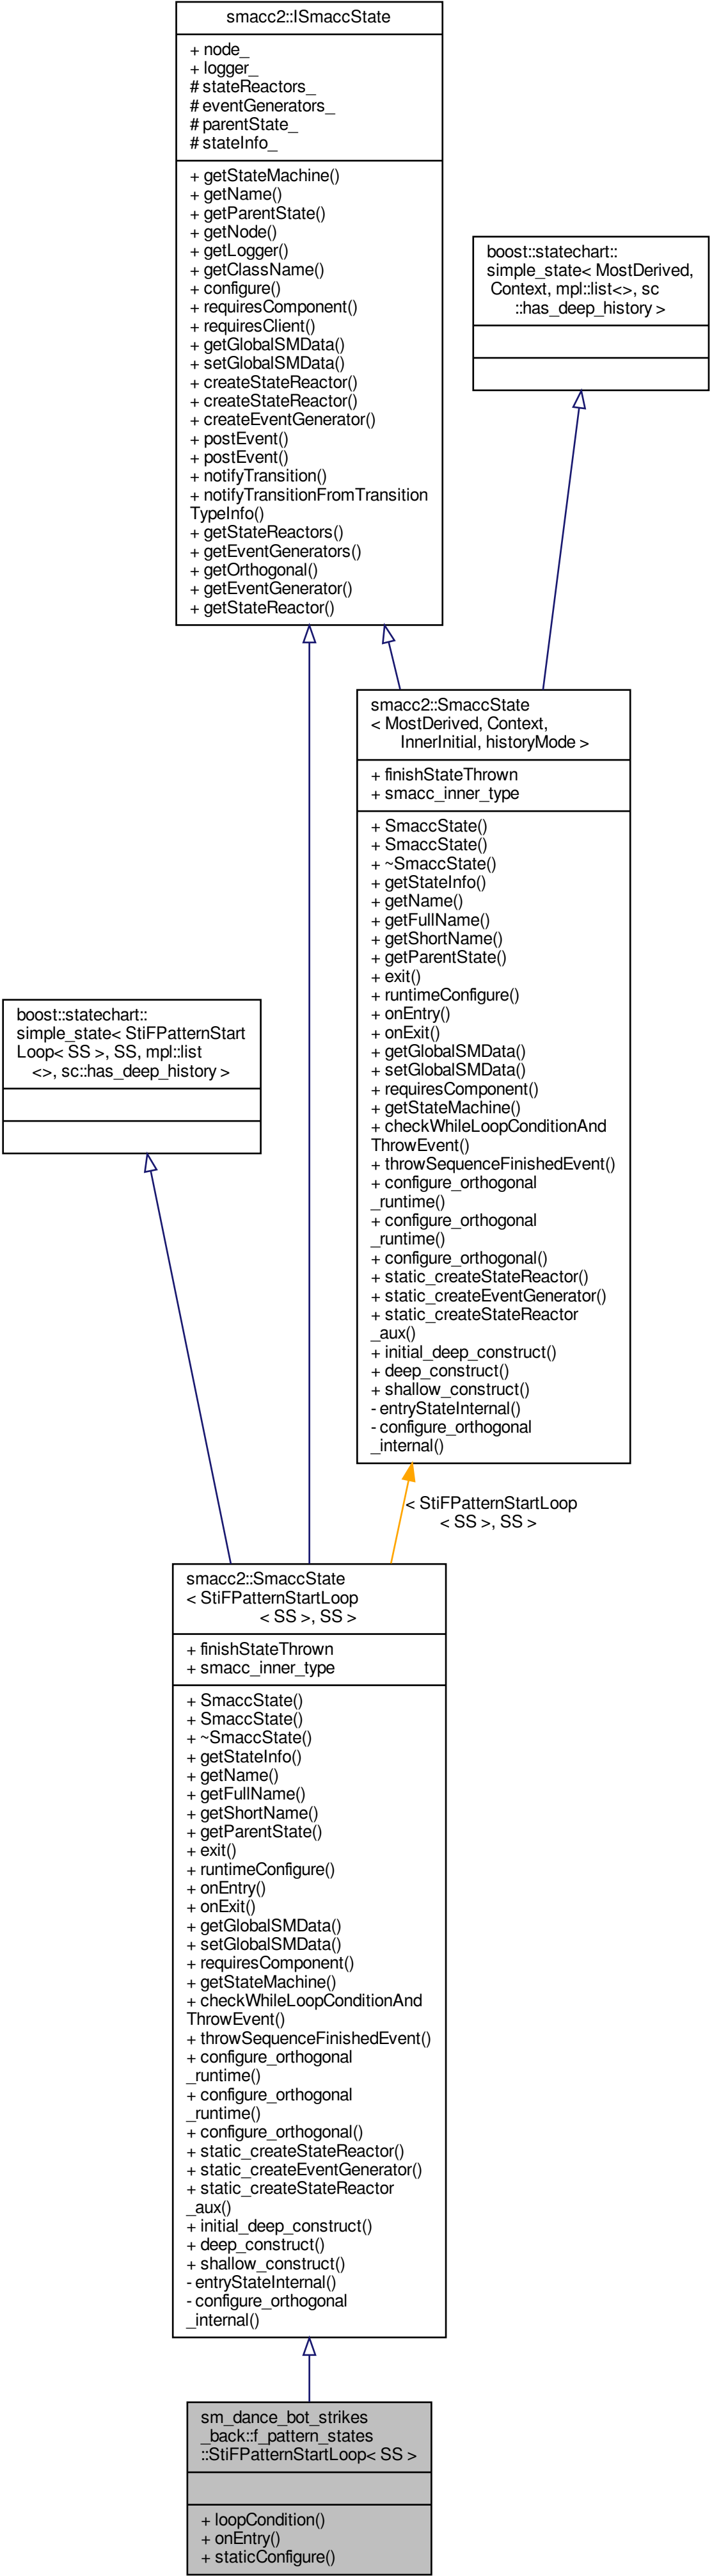 smacc2::ISmaccState
+ node_
+ logger_
# stateReactors_
# eventGenerators_
# parentState_
# stateInfo_
+ getStateMachine()
+ getName()
+ getParentState()
+ getNode()
+ getLogger()
+ getClassName()
+ configure()
+ requiresComponent()
+ requiresClient()
+ getGlobalSMData()
+ setGlobalSMData()
+ createStateReactor()
+ createStateReactor()
+ createEventGenerator()
+ postEvent()
+ postEvent()
+ notifyTransition()
+ notifyTransitionFromTransition
TypeInfo()
+ getStateReactors()
+ getEventGenerators()
+ getOrthogonal()
+ getEventGenerator()
+ getStateReactor()
boost::statechart::
simple_state< MostDerived,
Context, mpl::list<>, sc
::has_deep_history >
smacc2::SmaccState
< MostDerived, Context,
InnerInitial, historyMode >
+ finishStateThrown
+ smacc_inner_type
+ SmaccState()
+ SmaccState()
+ ~SmaccState()
+ getStateInfo()
+ getName()
+ getFullName()
+ getShortName()
+ getParentState()
+ exit()
+ runtimeConfigure()
+ onEntry()
+ onExit()
+ getGlobalSMData()
+ setGlobalSMData()
+ requiresComponent()
+ getStateMachine()
+ checkWhileLoopConditionAnd
ThrowEvent()
+ throwSequenceFinishedEvent()
+ configure_orthogonal
_runtime()
+ configure_orthogonal
_runtime()
+ configure_orthogonal()
+ static_createStateReactor()
+ static_createEventGenerator()
+ static_createStateReactor
_aux()
+ initial_deep_construct()
+ deep_construct()
+ shallow_construct()
- entryStateInternal()
- configure_orthogonal
_internal()
boost::statechart::
simple_state< StiFPatternStart
Loop< SS >, SS, mpl::list
<>, sc::has_deep_history >
< StiFPatternStartLoop
< SS >, SS >
smacc2::SmaccState
< StiFPatternStartLoop
< SS >, SS >
+ finishStateThrown
+ smacc_inner_type
+ SmaccState()
+ SmaccState()
+ ~SmaccState()
+ getStateInfo()
+ getName()
+ getFullName()
+ getShortName()
+ getParentState()
+ exit()
+ runtimeConfigure()
+ onEntry()
+ onExit()
+ getGlobalSMData()
+ setGlobalSMData()
+ requiresComponent()
+ getStateMachine()
+ checkWhileLoopConditionAnd
ThrowEvent()
+ throwSequenceFinishedEvent()
+ configure_orthogonal
_runtime()
+ configure_orthogonal
_runtime()
+ configure_orthogonal()
+ static_createStateReactor()
+ static_createEventGenerator()
+ static_createStateReactor
_aux()
+ initial_deep_construct()
+ deep_construct()
+ shallow_construct()
- entryStateInternal()
- configure_orthogonal
_internal()
sm_dance_bot_strikes
_back::f_pattern_states
::StiFPatternStartLoop< SS >
+ loopCondition()
+ onEntry()
+ staticConfigure()